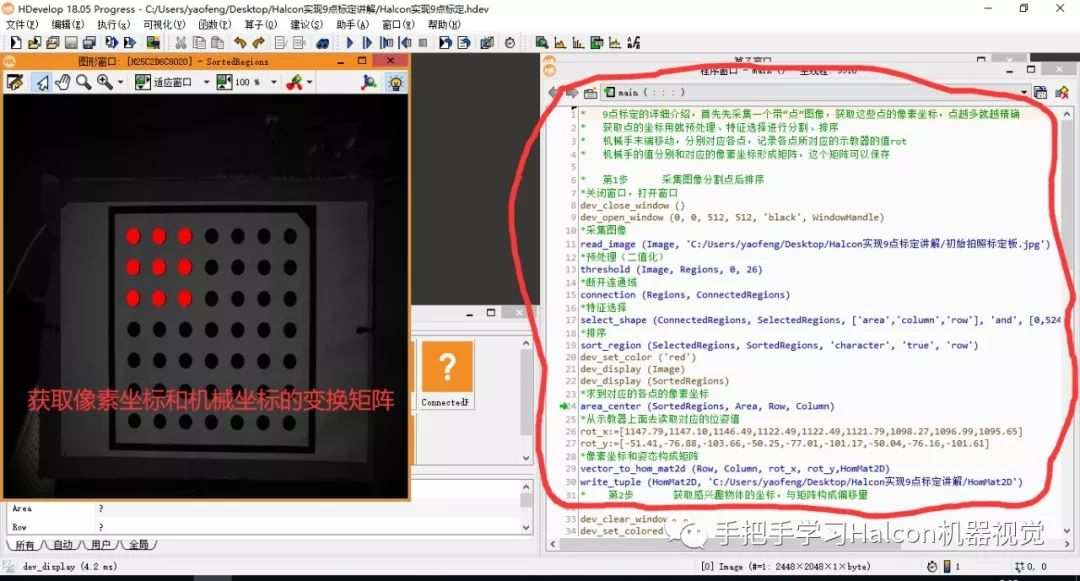 HDevelop 18.05 Progress - C:/Users/yaofeng/Desktop/Halcon实现9点标定讲解/Halcon实现9点标定.hdev
文件(F) 编辑(E) 执行(x) 可视化(V) 函数(P) 算子(O) 建议(S) 助手(A) 窗口(W) 帮助(H)
图形窗口: [H25C2D6C8020] - SortedRegions
适应窗口 100 %
获取像素坐标和机械坐标的变换矩阵
ConnectedF
Area ?
Row ?
所有 自动 用户 全局
main ( : : : )
1 * 9点标定的详细介绍，首先先采集一个带“点”图像，获取这些点的像素坐标，点越多就越精确
2 * 获取点的坐标用就预处理、特征选择进行分割、排序
3 * 机械手末端移动，分别对应各点，记录各点所对应的示教器的值rot
4 * 机械手的值分别和对应的像素坐标形成矩阵，这个矩阵可以保存
5
6 * 第1步 采集图像分割点后排序
7 *关闭窗口，打开窗口
8 dev_close_window ()
9 dev_open_window (0, 0, 512, 512, 'black', WindowHandle)
10 *采集图像
11 read_image (Image, 'C:/Users/yaofeng/Desktop/Halcon实现9点标定讲解/初始拍照标定板.jpg')
12 *预处理（二值化）
13 threshold (Image, Regions, 0, 26)
14 *断开连通域
15 connection (Regions, ConnectedRegions)
16 *特征选择
17 select_shape (ConnectedRegions, SelectedRegions, ['area','column','row'], 'and', [0,524
18 *排序
19 sort_region (SelectedRegions, SortedRegions, 'character', 'true', 'row')
20 dev_set_color ('red')
21 dev_display (Image)
22 dev_display (SortedRegions)
23 *求到对应的各点的像素坐标
24 area_center (SortedRegions, Area, Row, Column)
25 *从示教器上面去读取对应的位姿值
26 rot_x:=[1147.79,1147.10,1146.49,1122.49,1122.49,1121.79,1098.27,1096.99,1095.65]
27 rot_y:=[-51.41,-76.88,-103.66,-50.25,-77.01,-101.17,-50.04,-76.16,-101.61]
28 *像素坐标和姿态构成矩阵
29 vector_to_hom_mat2d (Row, Column, rot_x, rot_y,HomMat2D)
30 write_tuple (HomMat2D, 'C:/Users/yaofeng/Desktop/Halcon实现9点标定讲解/HomMat2D')
31 * 第2步 获取感兴趣物体的坐标，与矩阵构成偏移量
33 dev_clear_window
34 dev_set_colored
手把手学习Halcon机器视觉
dev_display (4.2 ms)
[0] Image (#=1: 2448×2048×1×byte)
1
0, 0